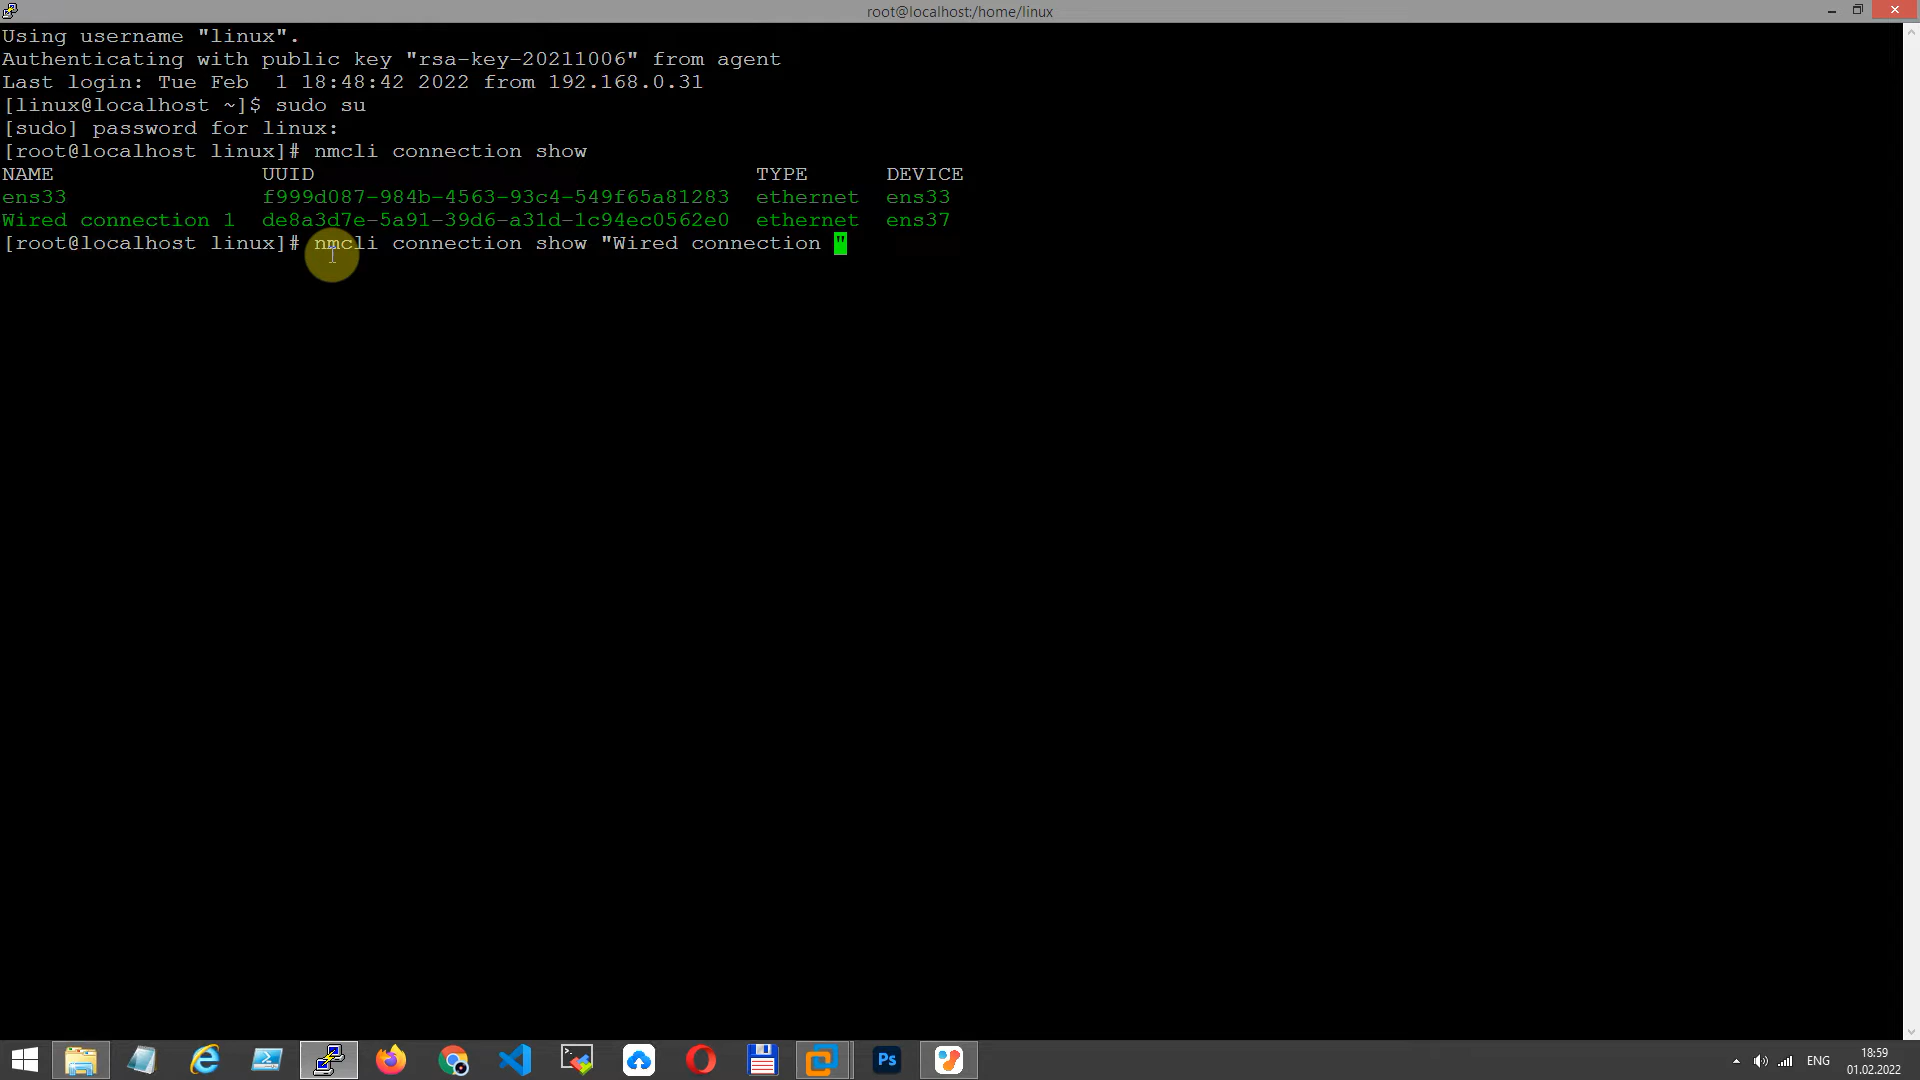 root@localhost:/home/linux
Using username "linux".
Authenticating with public key "rsa-key-20211006" from agent
Last login: Tue Feb  1 18:48:42 2022 from 192.168.0.31
[linux@localhost ~]$ sudo su
[sudo] password for linux:
[root@localhost linux]# nmcli connection show
NAME                UUID                                  TYPE      DEVICE
ens33               f999d087-984b-4563-93c4-549f65a81283  ethernet  ens33
Wired connection 1  de8a3d7e-5a91-39d6-a31d-1c94ec0562e0  ethernet  ens37
[root@localhost linux]# nmcli connection show "Wired connection "
Ps
ENG
18:59
01.02.2022